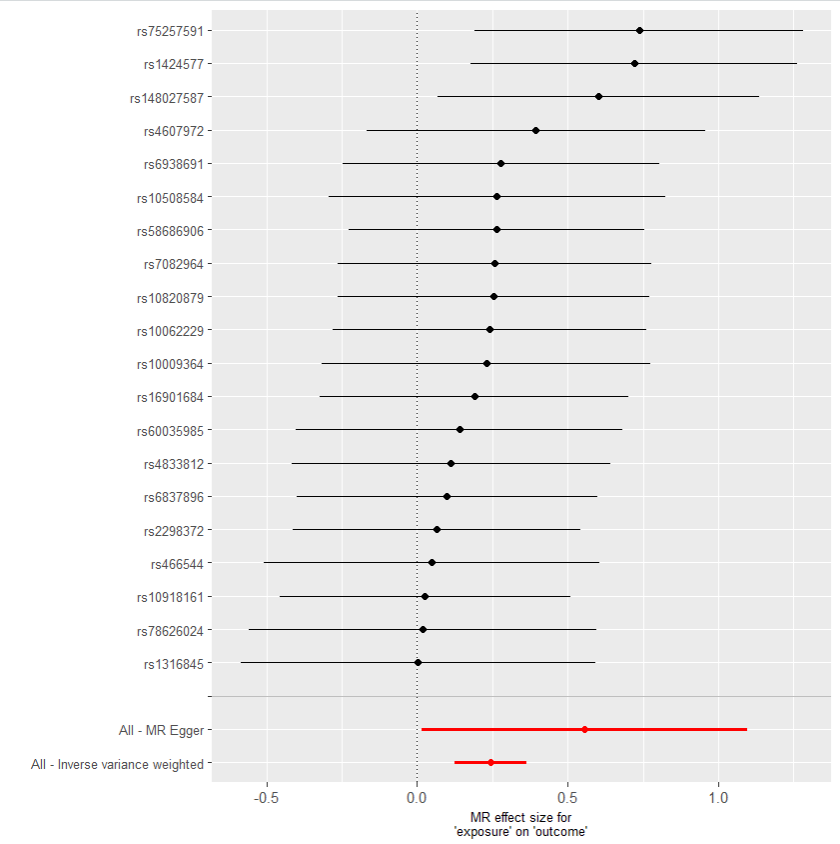 rs75257591
rs1424577
rs148027587
rs4607972
rs6938691
rs10508584
rs58686906
rs7082964
rs10820879
rs10062229
rs10009364
rs16901684
rs60035985
rs4833812
rs6837896
rs2298372
rs466544
rs10918161
rs78626024
rs1316845
All - MR Egger
All - Inverse variance weighted
-0.5 0.0 0.5 1.0
MR effect size for
'exposure' on 'outcome'